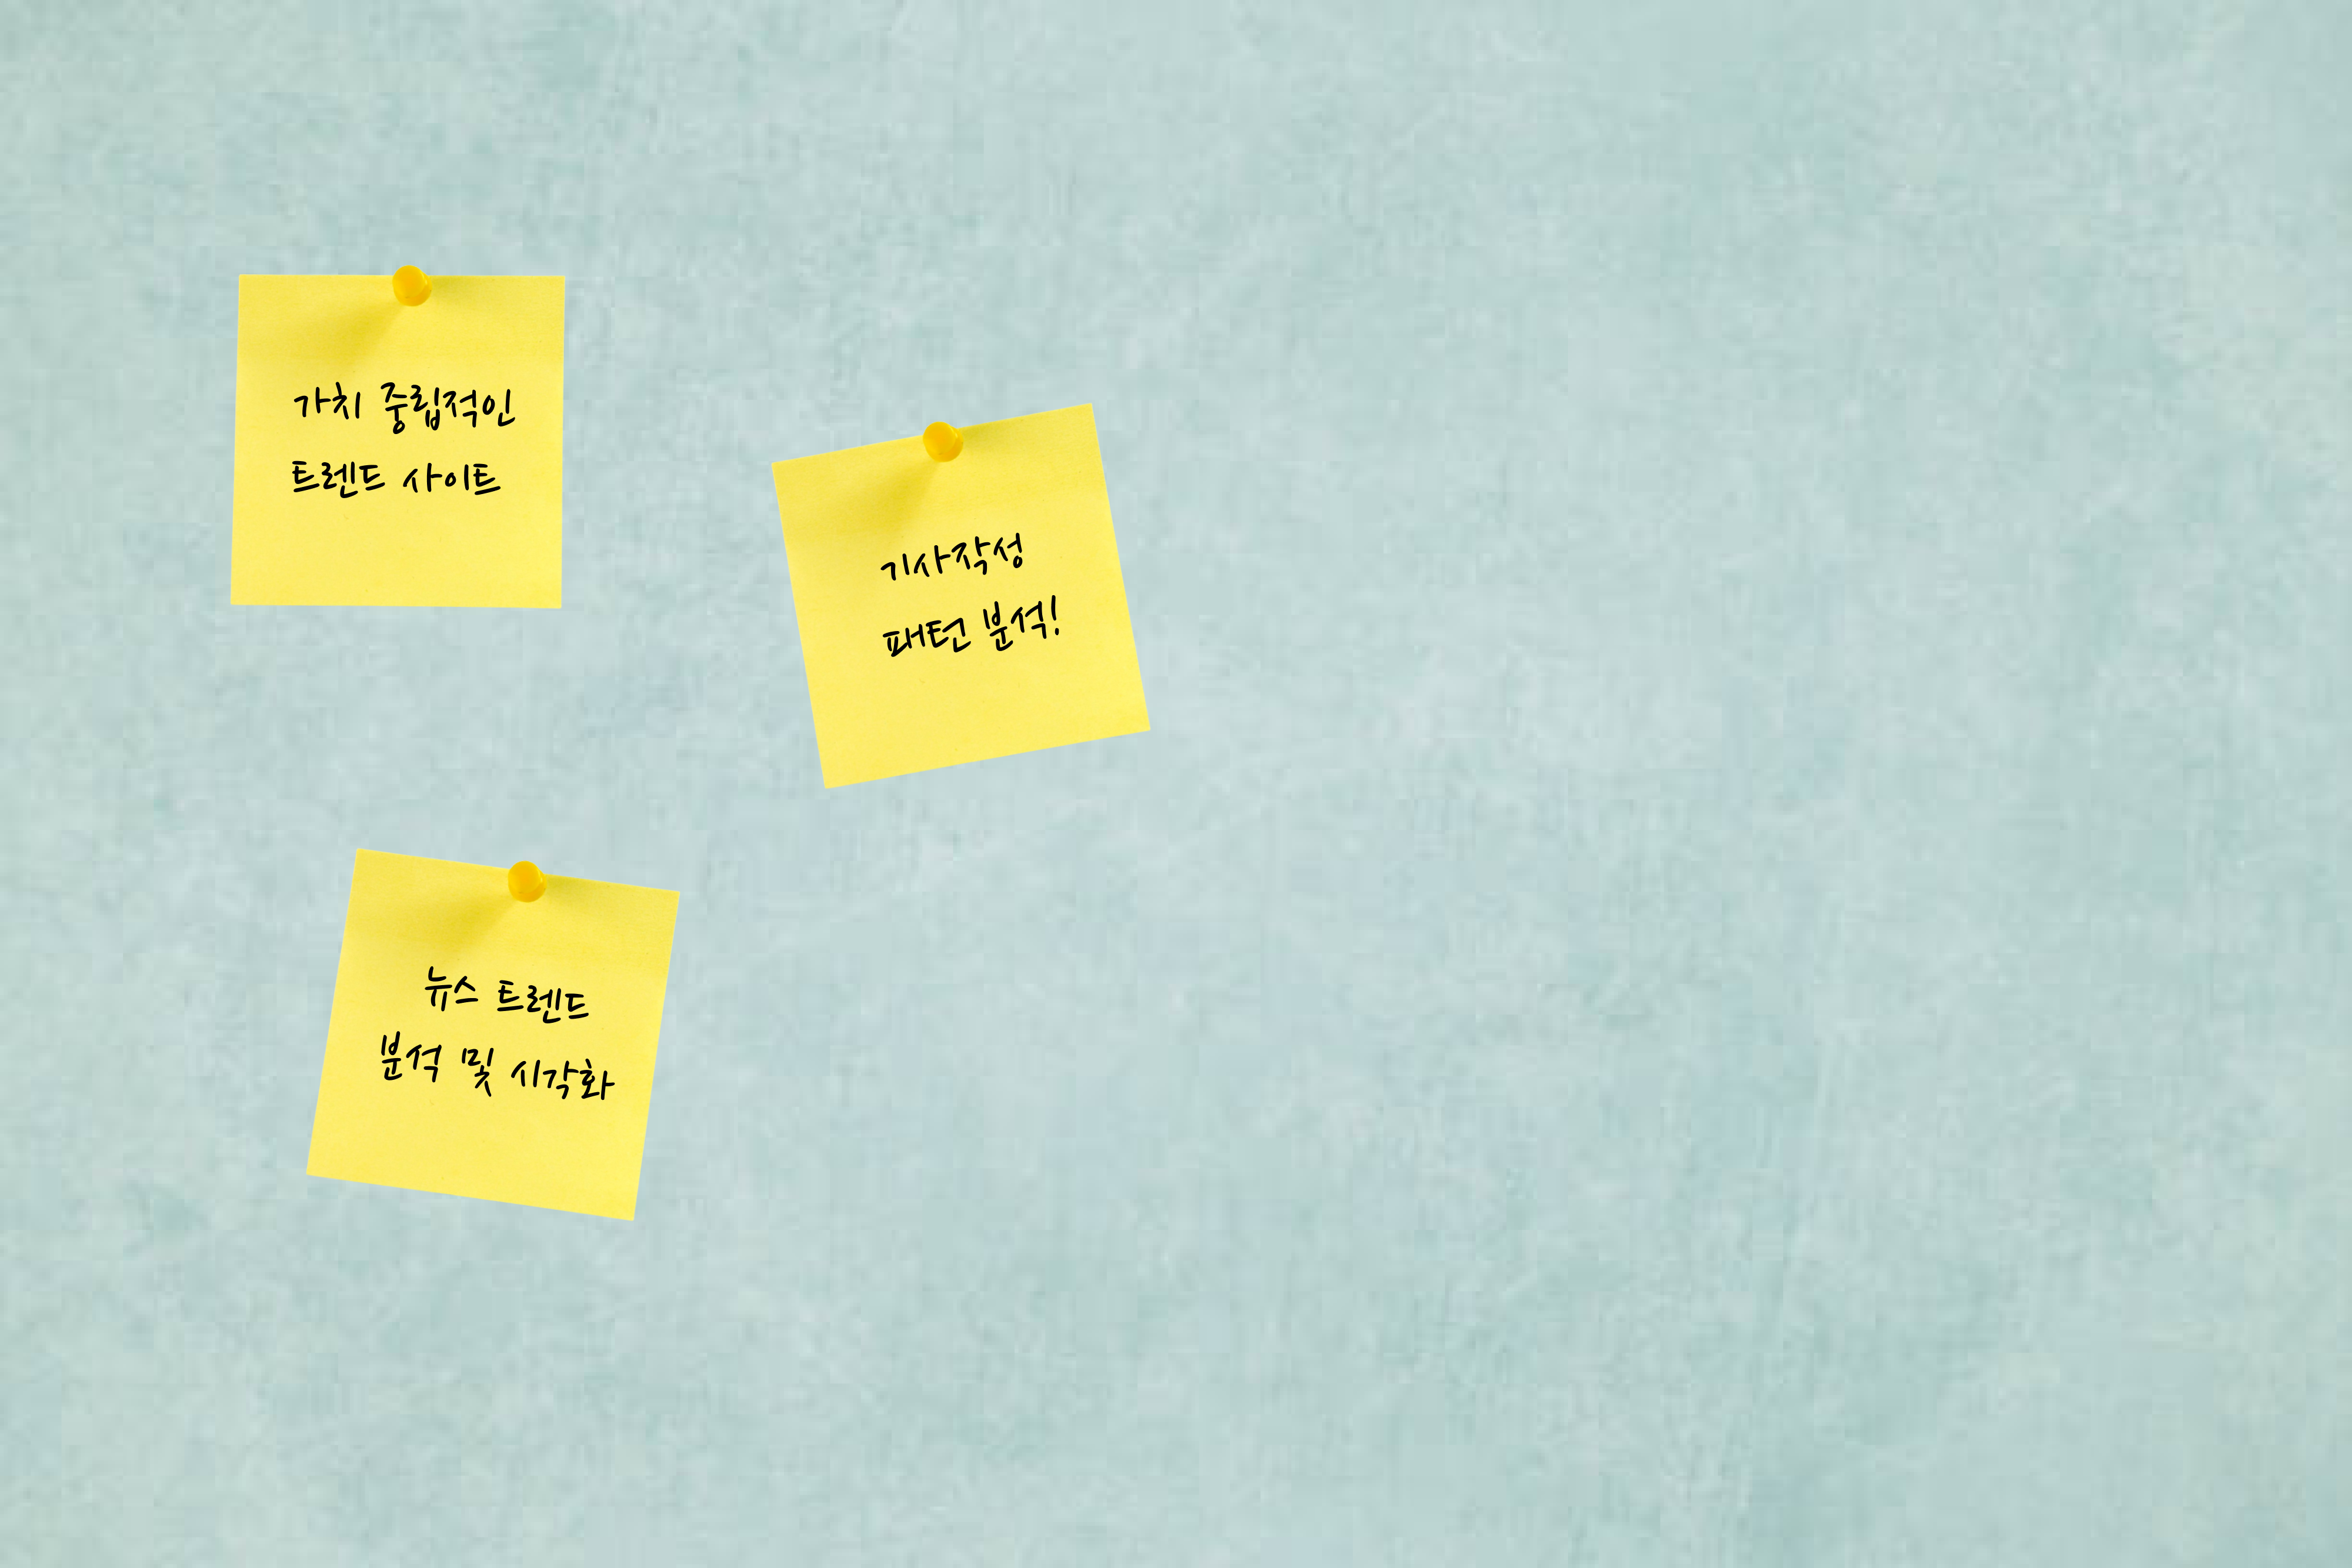 가치 중립적인
트렌드 사이트
기사작성
패턴 분석!
뉴스 트렌드
분석 및 시각화